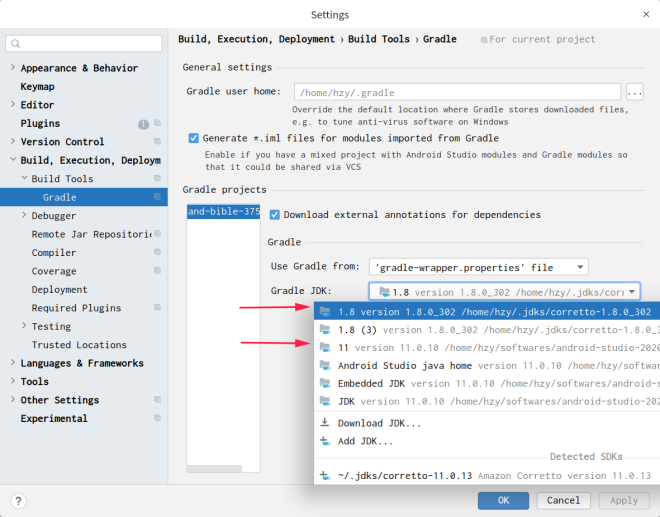 Settings
Build, Execution, Deployment › Build Tools › Gradle For current project
Appearance & Behavior
Keymap
Editor
Plugins 1
Version Control
Build, Execution, Deploym
Build Tools
Gradle
Debugger
Remote Jar Repositorie
Compiler
Coverage
Deployment
Required Plugins
Testing
Trusted Locations
Languages & Frameworks
Tools
Other Settings
Experimental
General settings
Gradle user home: /home/hzy/.gradle ...
Override the default location where Gradle stores downloaded files,
e.g. to tune anti-virus software on Windows
Generate *.iml files for modules imported from Gradle
Enable if you have a mixed project with Android Studio modules and Gradle modules so
that it could be shared via VCS
Gradle projects
and-bible-375
Download external annotations for dependencies
Gradle
Use Gradle from: 'gradle-wrapper.properties' file
Gradle JDK: 1.8 version 1.8.0_302 /home/hzy/.jdks/corr
1.8 version 1.8.0_302 /home/hzy/.jdks/corretto-1.8.0_302
1.8 (3) version 1.8.0_302 /home/hzy/.jdks/corretto-1.8.0_3
11 version 11.0.10 /home/hzy/softwares/android-studio-2020
Android Studio java home version 11.0.10 /home/hzy/softwar
Embedded JDK version 11.0.10 /home/hzy/softwares/android-s
JDK version 11.0.10 /home/hzy/softwares/android-studio-202
Download JDK...
Add JDK...
Detected SDKs
~/.jdks/corretto-11.0.13 Amazon Corretto version 11.0.13
? OK Cancel Apply